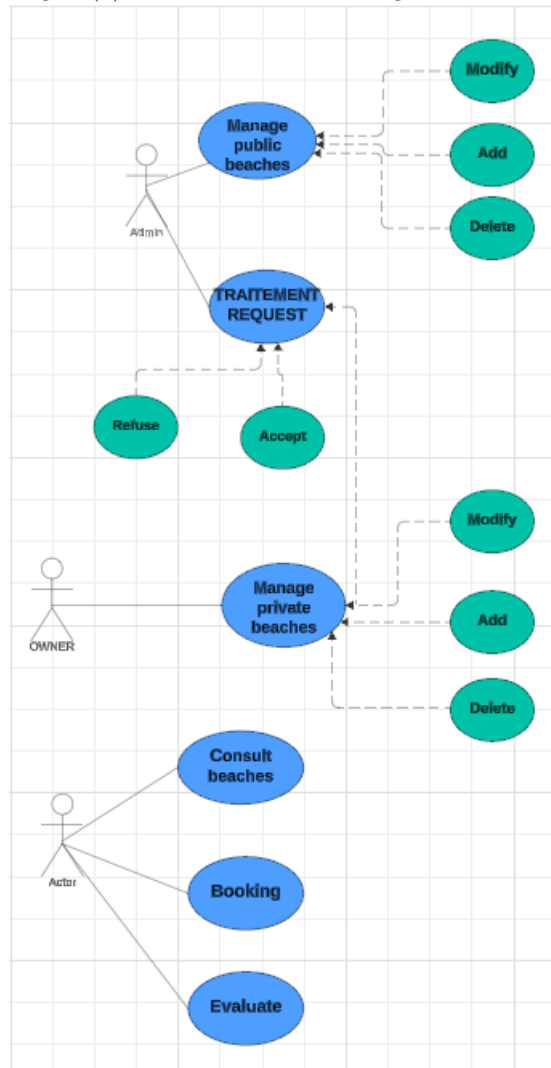 Modify
Manage
public
beaches
Add
Admin
Delete
TRAITEMENT
REQUEST
Refuse
Accept
Modify
Manage
private
beaches
Add
OWNER
Delete
Consult
beaches
Actor
Booking
Evaluate